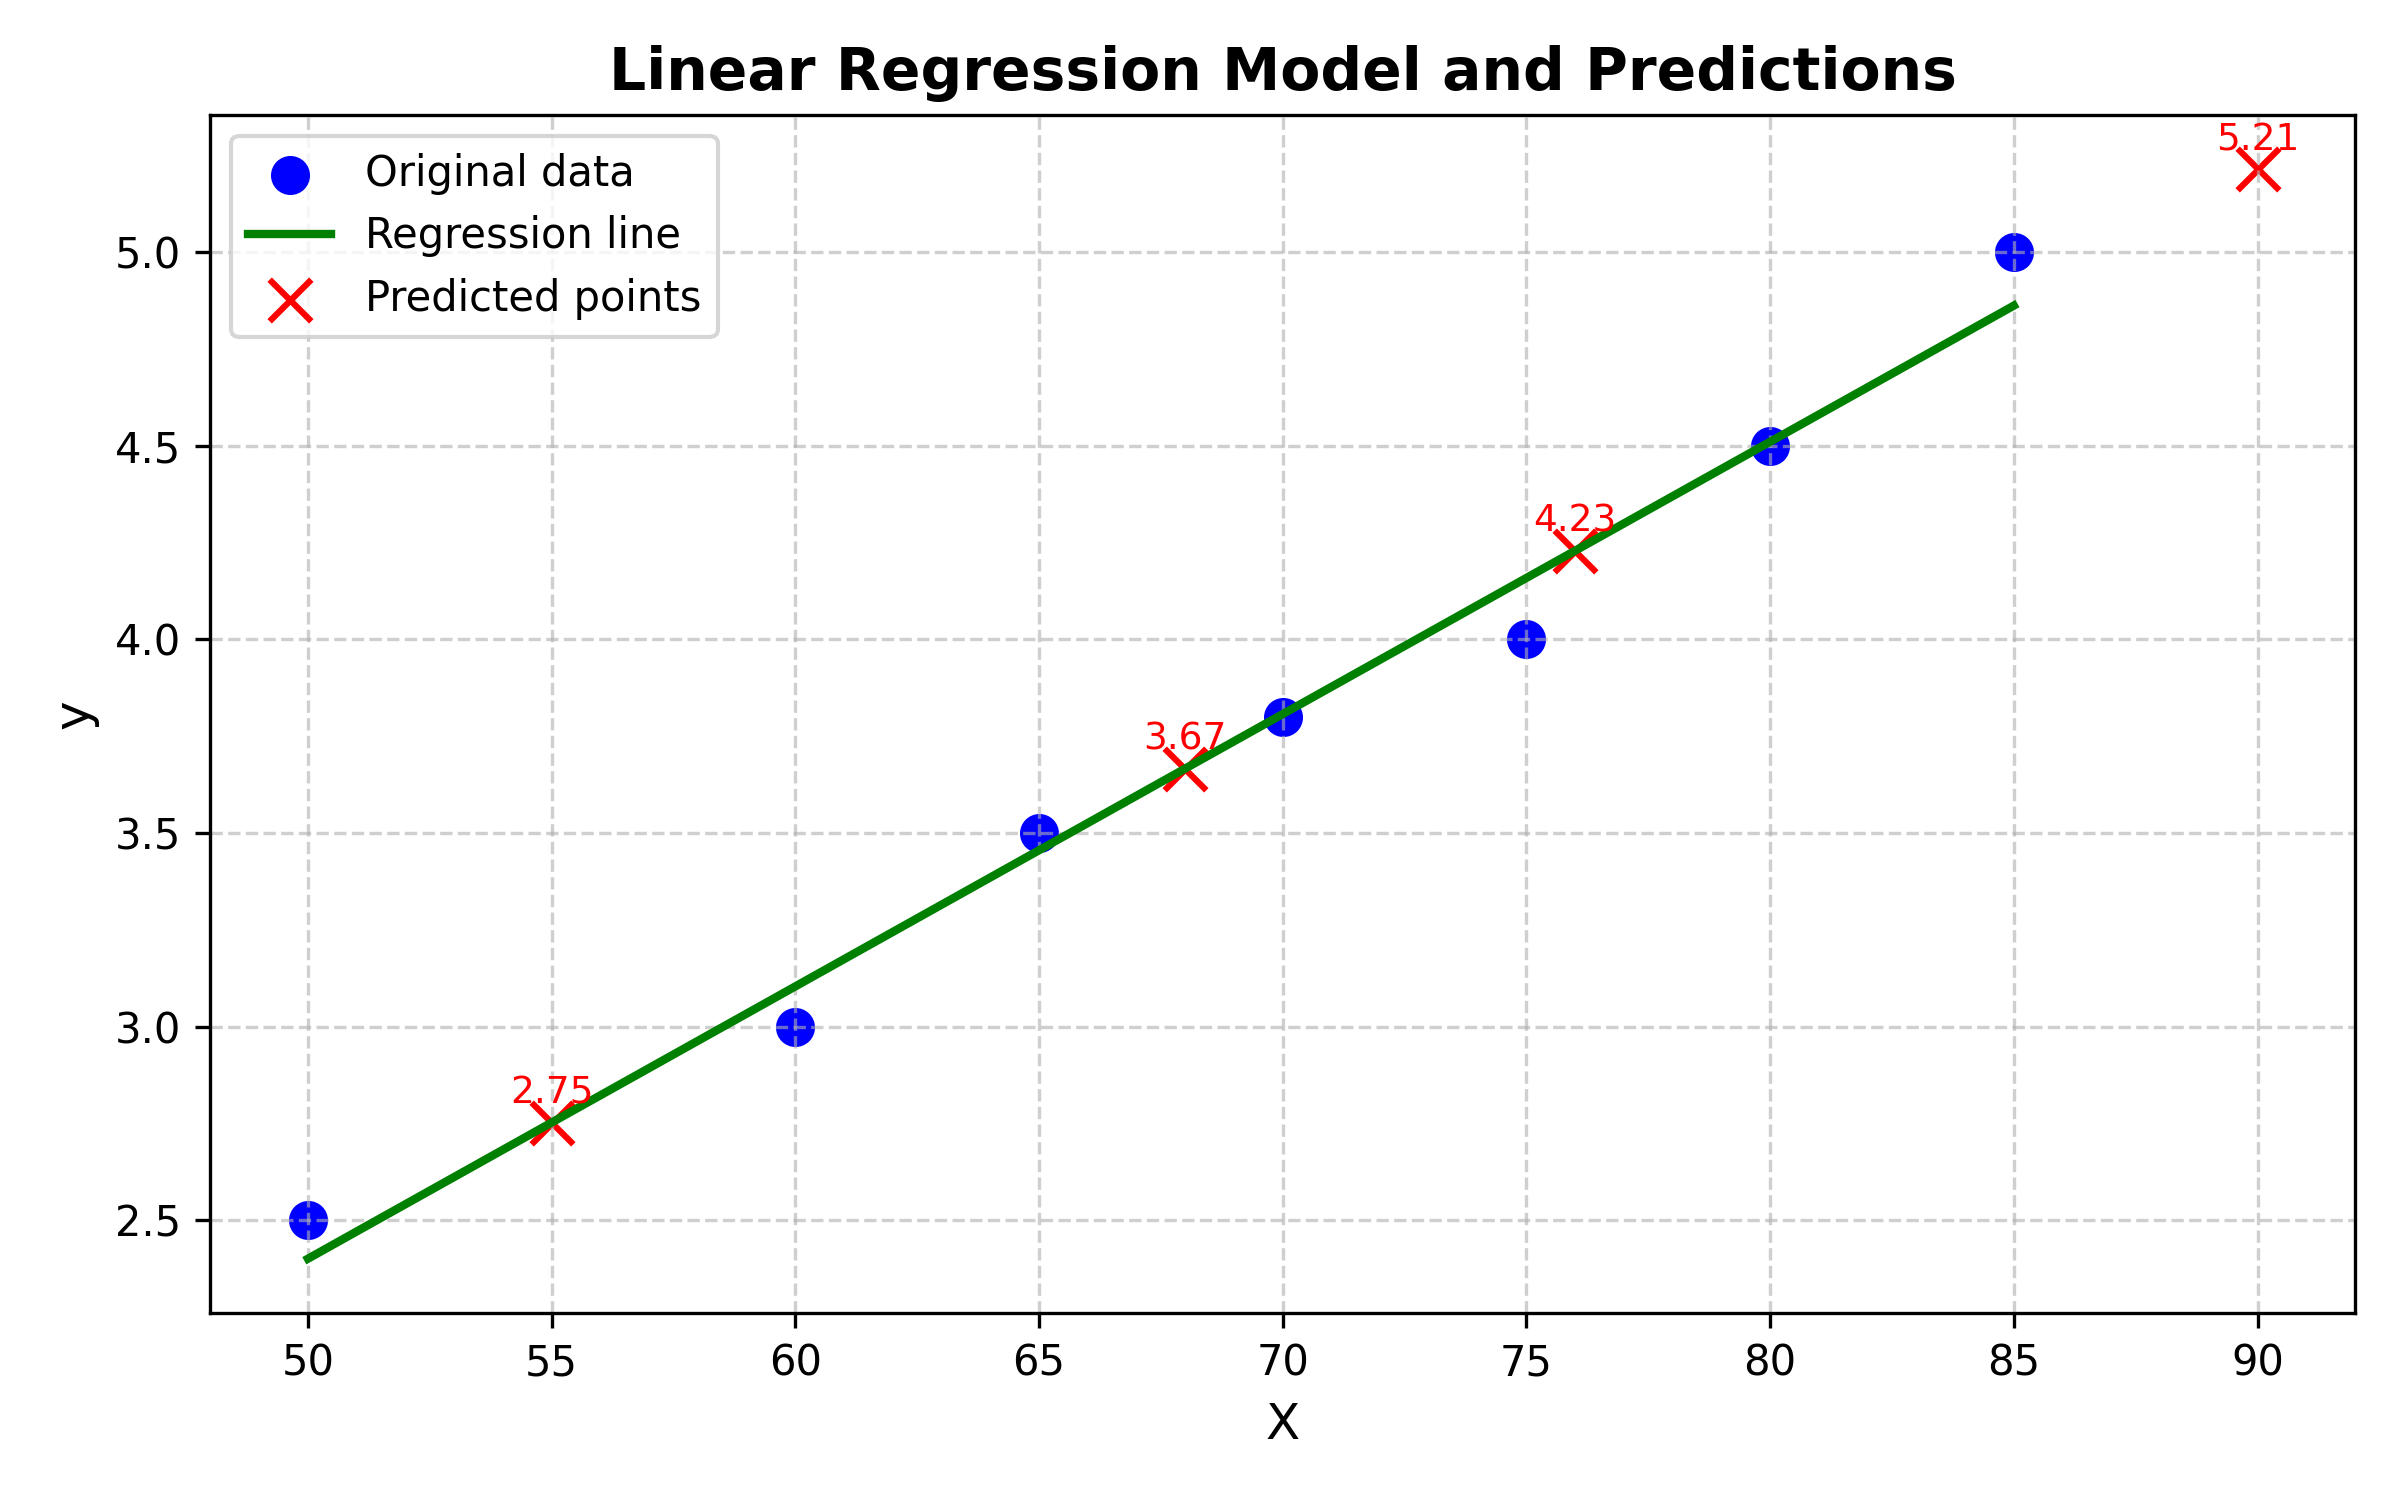 Linear Regression Model and Predictions
Original data
Regression line
Predicted points
5.21
5.0
4.5
4.23
4.0
y
3.67
3.5
3.0
2.75
2.5
50 55 60 65 70 75 80 85 90
X